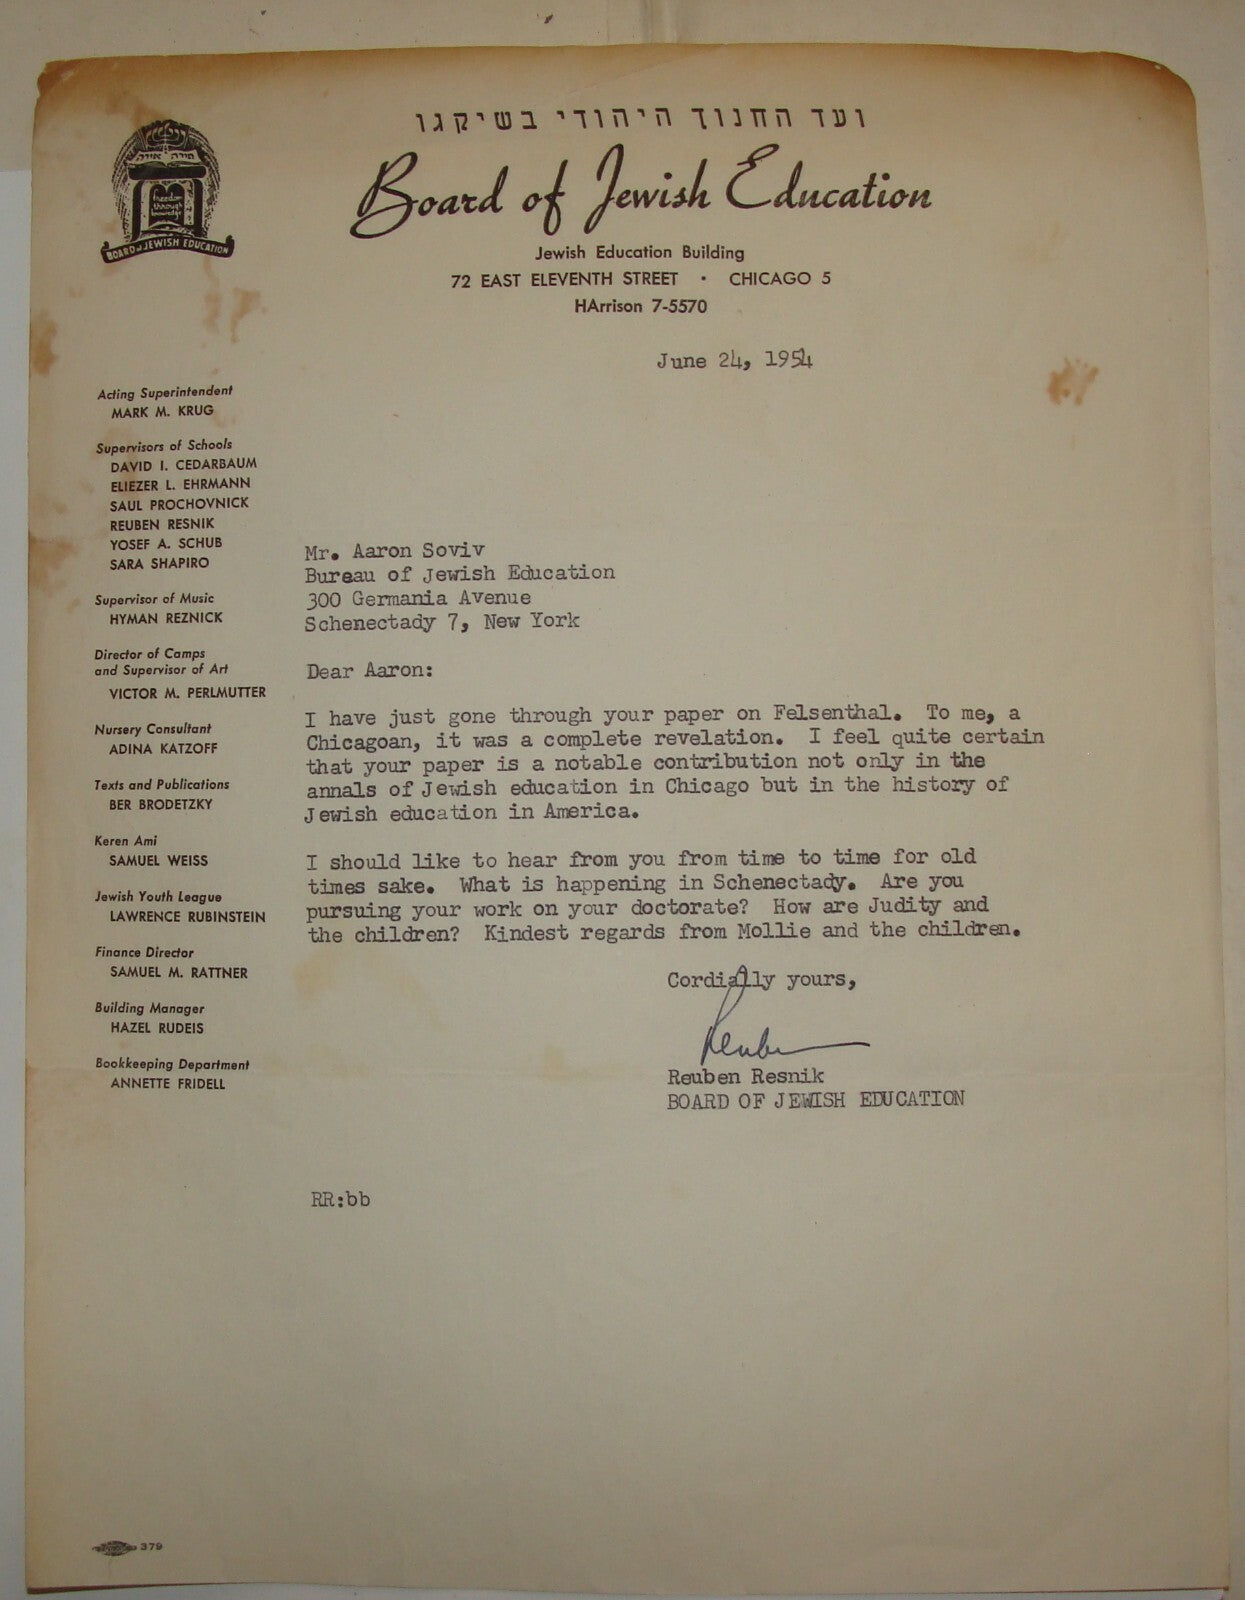 ועד החנוך היהודי בשיקגו
תורה אורה
freedom
through
knowledge
BOARD of JEWISH EDUCATION
Board of Jewish Education
Jewish Education Building
72 EAST ELEVENTH STREET · CHICAGO 5
HArrison 7-5570
June 24, 1954
Acting Superintendent
MARK M. KRUG
Supervisors of Schools
DAVID I. CEDARBAUM
ELIEZER L. EHRMANN
SAUL PROCHOVNICK
REUBEN RESNIK
YOSEF A. SCHUB
SARA SHAPIRO
Supervisor of Music
HYMAN REZNICK
Director of Camps
and Supervisor of Art
VICTOR M. PERLMUTTER
Nursery Consultant
ADINA KATZOFF
Texts and Publications
BER BRODETZKY
Keren Ami
SAMUEL WEISS
Jewish Youth League
LAWRENCE RUBINSTEIN
Finance Director
SAMUEL M. RATTNER
Building Manager
HAZEL RUDEIS
Bookkeeping Department
ANNETTE FRIDELL
Mr. Aaron Soviv
Bureau of Jewish Education
300 Germania Avenue
Schenectady 7, New York
Dear Aaron:
I have just gone through your paper on Felsenthal. To me, a
Chicagoan, it was a complete revelation. I feel quite certain
that your paper is a notable contribution not only in the
annals of Jewish education in Chicago but in the history of
Jewish education in America.
I should like to hear from you from time to time for old
times sake. What is happening in Schenectady. Are you
pursuing your work on your doctorate? How are Judity and
the children? Kindest regards from Mollie and the children.
Cordially yours,
Reuben
Reuben Resnik
BOARD OF JEWISH EDUCATION
RR:bb
379